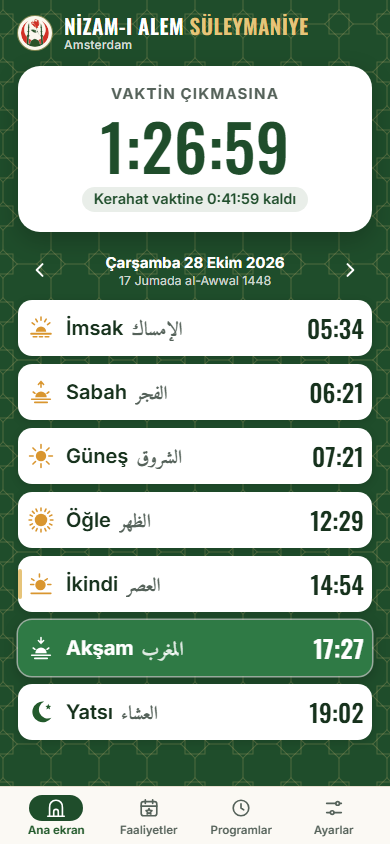 NİZAM-I ALEM SÜLEYMANİYE
Amsterdam
VAKTİN ÇIKMASINA
1:26:59
Kerahat vaktine 0:41:59 kaldı
Çarşamba 28 Ekim 2026
17 Jumada al-Awwal 1448
İmsak الإمساك 05:34
Sabah الفجر 06:21
Güneş الشروق 07:21
Öğle الظهر 12:29
İkindi العصر 14:54
Akşam المغرب 17:27
Yatsı العشاء 19:02
Ana ekran Faaliyetler Programlar Ayarlar